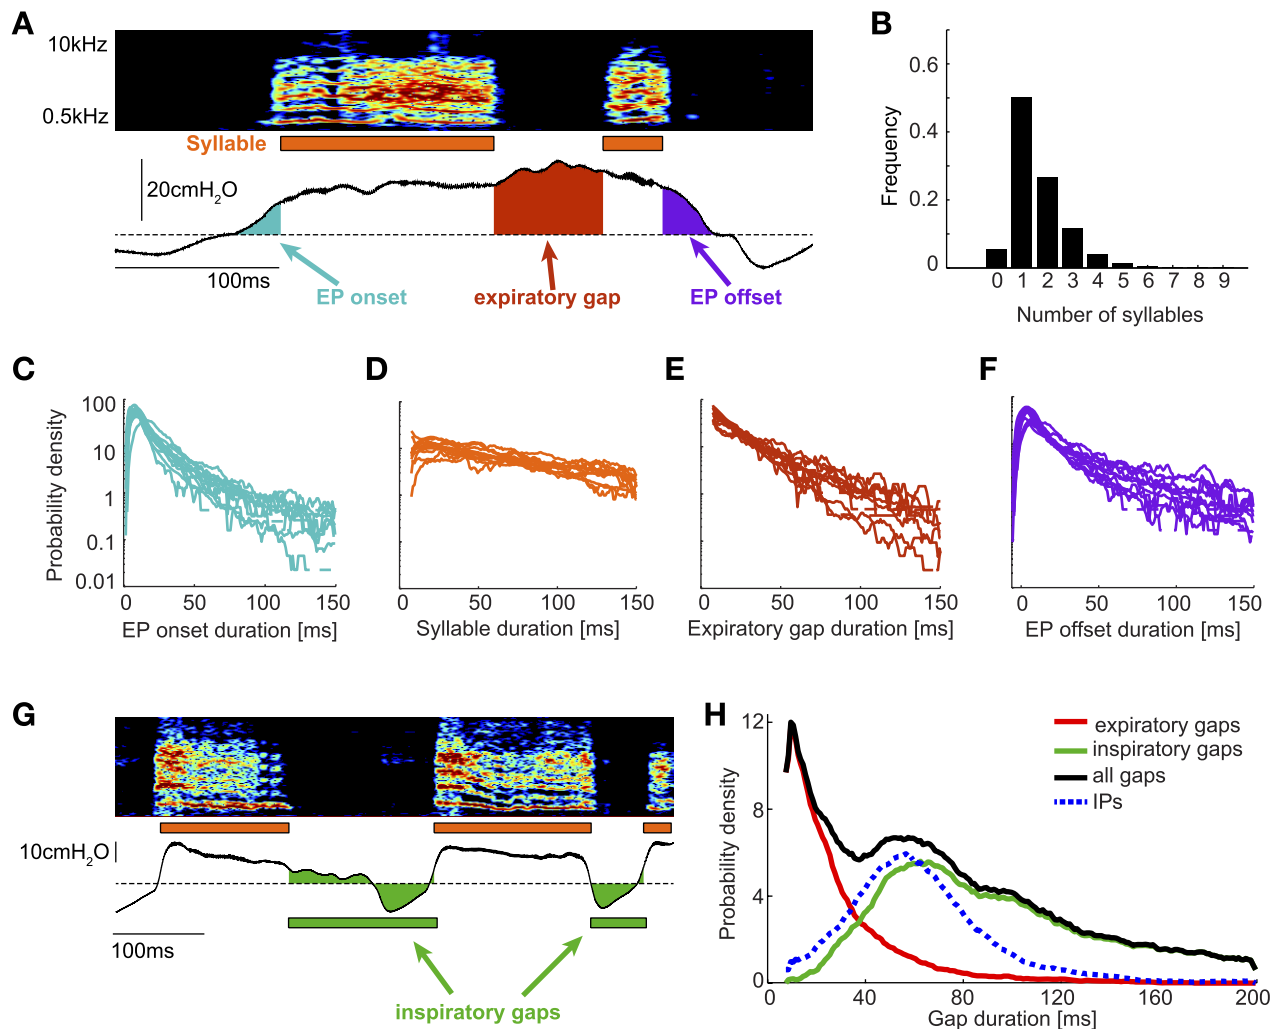 A
10kHz
0.5kHz
Syllable
20cmH2O
100ms
EP onset
expiratory gap
EP offset
B
Frequency
0.6
0.4
0.2
0
0 1 2 3 4 5 6 7 8 9
Number of syllables
C
Probability density
100
10
1
0.1
0.01
0 50 100 150
EP onset duration [ms]
D
0 50 100 150
Syllable duration [ms]
E
0 50 100 150
Expiratory gap duration [ms]
F
0 50 100 150
EP offset duration [ms]
G
10cmH2O
100ms
inspiratory gaps
H
Probability density
12
8
4
0
0 40 80 120 160 200
Gap duration [ms]
expiratory gaps
inspiratory gaps
all gaps
IPs